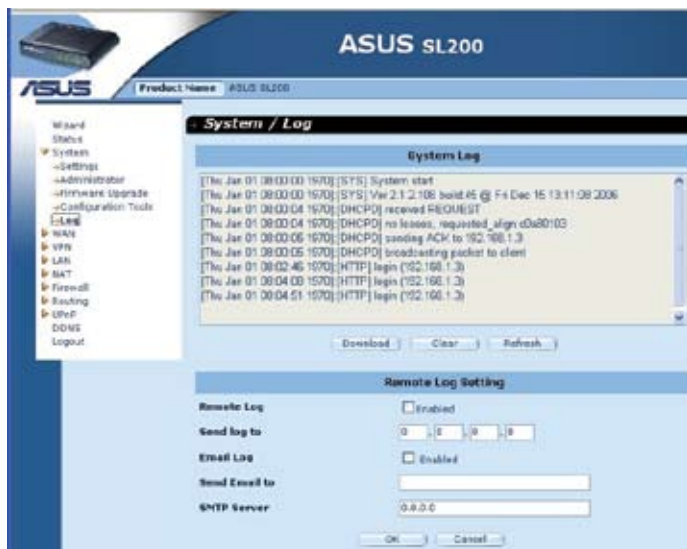 ASUS SL200
ASUS
Product Name ASUS SL200
Wizard
Status
System
Settings
Administrator
Firmware Upgrade
Configuration Tools
Log
WAN
VPN
LAN
NAT
Firewall
Routing
UPnP
DDNS
Logout
System / Log
System Log
[Thu Jan 01 08:00:00 1970]:[SYS] System start
[Thu Jan 01 08:00:00 1970]:[SYS] Ver 2.1.2.108 build 45 @ Fri Dec 15 13:11:08 2006
[Thu Jan 01 08:00:04 1970]:[DHCPD] received REQUEST
[Thu Jan 01 08:00:04 1970]:[DHCPD] no leases, requested_align c0a80103
[Thu Jan 01 08:00:05 1970]:[DHCPD] sending ACK to 192.168.1.3
[Thu Jan 01 08:00:05 1970]:[DHCPD] broadcasting packet to client
[Thu Jan 01 08:02:46 1970]:[HTTP] login (192.168.1.3)
[Thu Jan 01 08:04:00 1970]:[HTTP] login (192.168.1.3)
[Thu Jan 01 08:04:51 1970]:[HTTP] login (192.168.1.3)
Download
Clear
Refresh
Remote Log Setting
Remote Log Enabled
Send log to 0 . 0 . 0 . 0
Email Log Enabled
Send Email to
SMTP Server 0.0.0.0
OK
Cancel